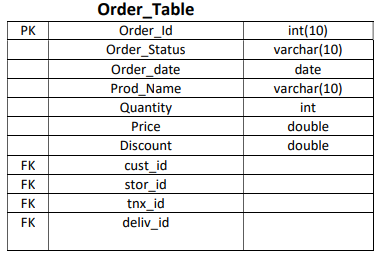 Order_Table
PK Order_Id int(10)
Order_Status varchar(10)
Order_date date
Prod_Name varchar(10)
Quantity int
Price double
Discount double
FK cust_id
FK stor_id
FK tnx_id
FK deliv_id